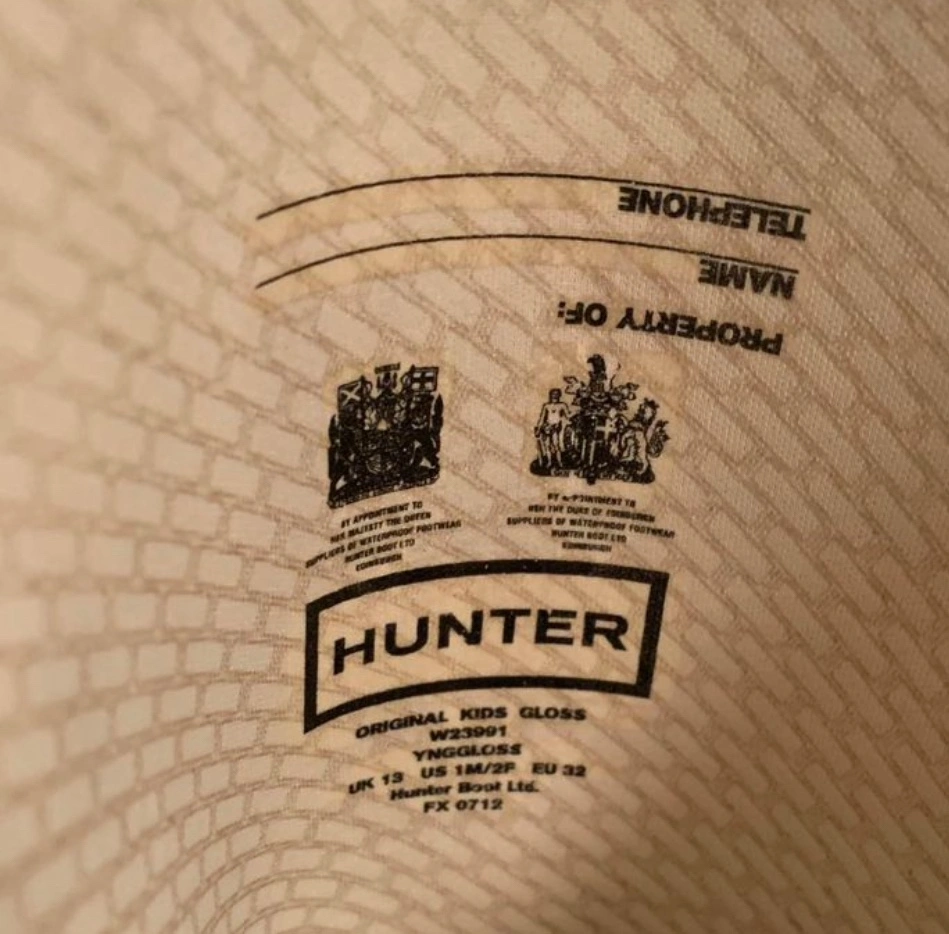 TELEPHONE
NAME
PROPERTY OF:
BY APPOINTMENT TO
HER MAJESTY THE QUEEN
SUPPLIERS OF WATERPROOF FOOTWEAR
HUNTER BOOT LTD
EDINBURGH
BY APPOINTMENT TO
HRH THE DUKE OF EDINBURGH
SUPPLIERS OF WATERPROOF FOOTWEAR
HUNTER BOOT LTD
EDINBURGH
HUNTER
ORIGINAL KIDS GLOSS
W23991
YNGGLOSS
UK 13 US 1M/2F EU 32
Hunter Boot Ltd.
FX 0712